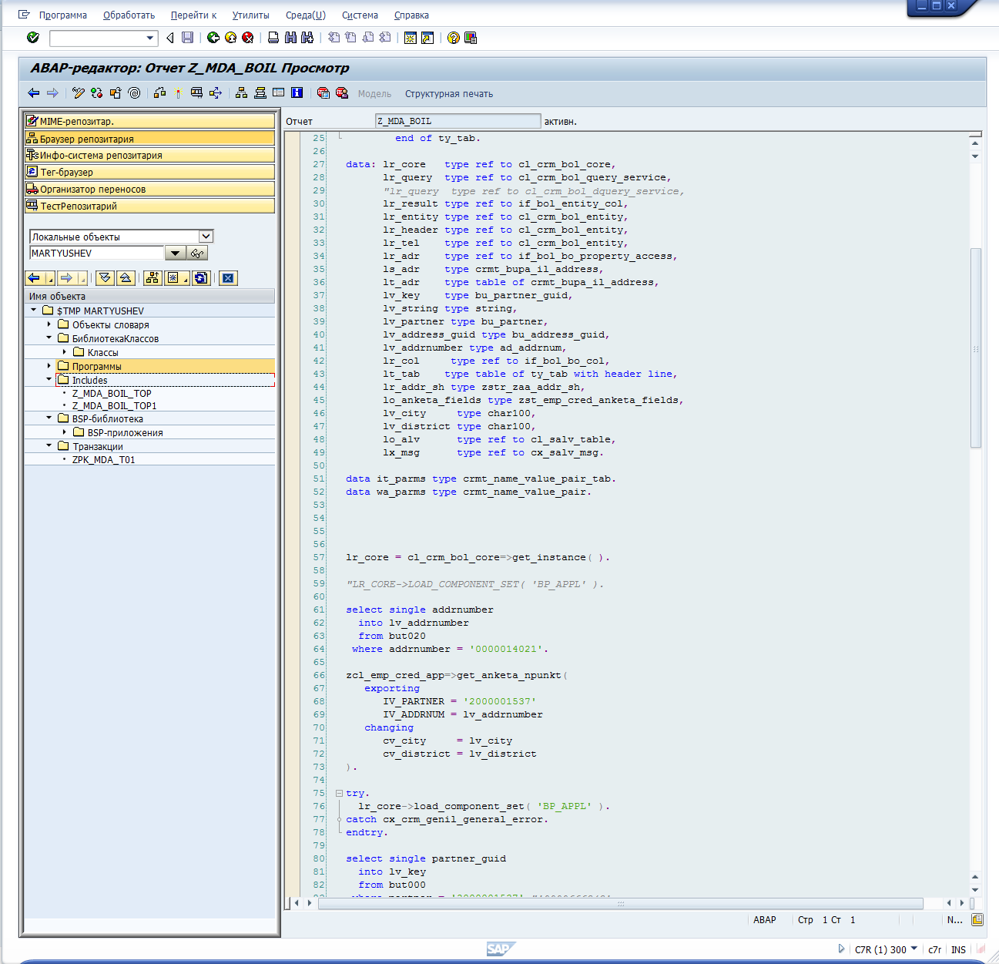 Программа Обработать Перейти к Утилиты Среда(U) Система Справка
ABAP-редактор: Отчет Z_MDA_BOIL Просмотр
Модель Структурная печать
MIME-репозитар.
Браузер репозитария
Инфо-система репозитария
Тег-браузер
Организатор переносов
ТестРепозитарий
Локальные объекты
MARTYUSHEV
Имя объекта
$TMP MARTYUSHEV
Объекты словаря
БиблиотекаКлассов
Классы
Программы
Includes
Z_MDA_BOIL_TOP
Z_MDA_BOIL_TOP1
BSP-библиотека
BSP-приложения
Транзакции
ZPK_MDA_T01
Отчет Z_MDA_BOIL активн.
25 end of ty_tab.
26
27 data: lr_core type ref to cl_crm_bol_core,
28 lr_query type ref to cl_crm_bol_query_service,
29 "lr_query type ref to cl_crm_bol_dquery_service,
30 lr_result type ref to if_bol_entity_col,
31 lr_entity type ref to cl_crm_bol_entity,
32 lr_header type ref to cl_crm_bol_entity,
33 lr_tel type ref to cl_crm_bol_entity,
34 lr_adr type ref to if_bol_bo_property_access,
35 ls_adr type crmt_bupa_il_address,
36 lt_adr type table of crmt_bupa_il_address,
37 lv_key type bu_partner_guid,
38 lv_string type string,
39 lv_partner type bu_partner,
40 lv_address_guid type bu_address_guid,
41 lv_addrnumber type ad_addrnum,
42 lr_col type ref to if_bol_bo_col,
43 lt_tab type table of ty_tab with header line,
44 lr_addr_sh type zstr_zaa_addr_sh,
45 lo_anketa_fields type zst_emp_cred_anketa_fields,
46 lv_city type char100,
47 lv_district type char100,
48 lo_alv type ref to cl_salv_table,
49 lx_msg type ref to cx_salv_msg.
50
51 data it_parms type crmt_name_value_pair_tab.
52 data wa_parms type crmt_name_value_pair.
53
54
55
56
57 lr_core = cl_crm_bol_core=>get_instance( ).
58
59 "LR_CORE->LOAD_COMPONENT_SET( 'BP_APPL' ).
60
61 select single addrnumber
62 into lv_addrnumber
63 from but020
64 where addrnumber = '0000014021'.
65
66 zcl_emp_cred_app=>get_anketa_npunkt(
67 exporting
68 IV_PARTNER = '2000001537'
69 IV_ADDRNUM = lv_addrnumber
70 changing
71 cv_city = lv_city
72 cv_district = lv_district
73 ).
74
75 try.
76 lr_core->load_component_set( 'BP_APPL' ).
77 catch cx_crm_genil_general_error.
78 endtry.
79
80 select single partner_guid
81 into lv_key
82 from but000
ABAP Стр 1 Ст 1 N...
SAP
C7R (1) 300 c7r INS